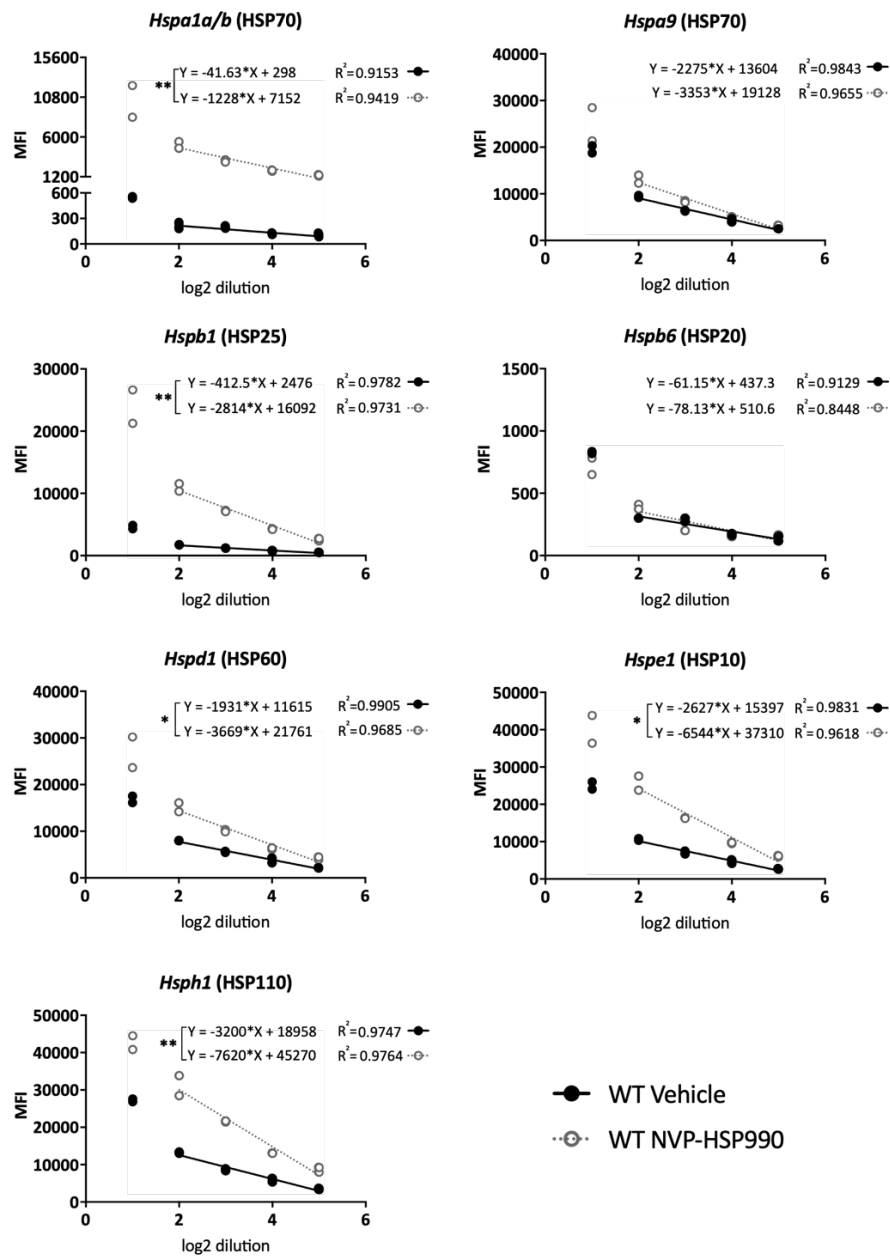 Hspa1a/b (HSP70)
15600
10800
6000
1200
600
300
0
MFI
** Y = -41.63*X + 298 R²=0.9153
Y = -1228*X + 7152 R²=0.9419
0 2 4 6
log2 dilution
Hspa9 (HSP70)
40000
30000
20000
10000
0
MFI
Y = -2275*X + 13604 R²=0.9843
Y = -3353*X + 19128 R²=0.9655
0 2 4 6
log2 dilution
Hspb1 (HSP25)
30000
20000
10000
0
MFI
** Y = -412.5*X + 2476 R²=0.9782
Y = -2814*X + 16092 R²=0.9731
0 2 4 6
log2 dilution
Hspb6 (HSP20)
1500
1000
500
0
MFI
Y = -61.15*X + 437.3 R²=0.9129
Y = -78.13*X + 510.6 R²=0.8448
0 2 4 6
log2 dilution
Hspd1 (HSP60)
40000
30000
20000
10000
0
MFI
* Y = -1931*X + 11615 R²=0.9905
Y = -3669*X + 21761 R²=0.9685
0 2 4 6
log2 dilution
Hspe1 (HSP10)
50000
40000
30000
20000
10000
0
MFI
* Y = -2627*X + 15397 R²=0.9831
Y = -6544*X + 37310 R²=0.9618
0 2 4 6
log2 dilution
Hsph1 (HSP110)
50000
40000
30000
20000
10000
0
MFI
** Y = -3200*X + 18958 R²=0.9747
Y = -7620*X + 45270 R²=0.9764
0 2 4 6
log2 dilution
WT Vehicle
WT NVP-HSP990